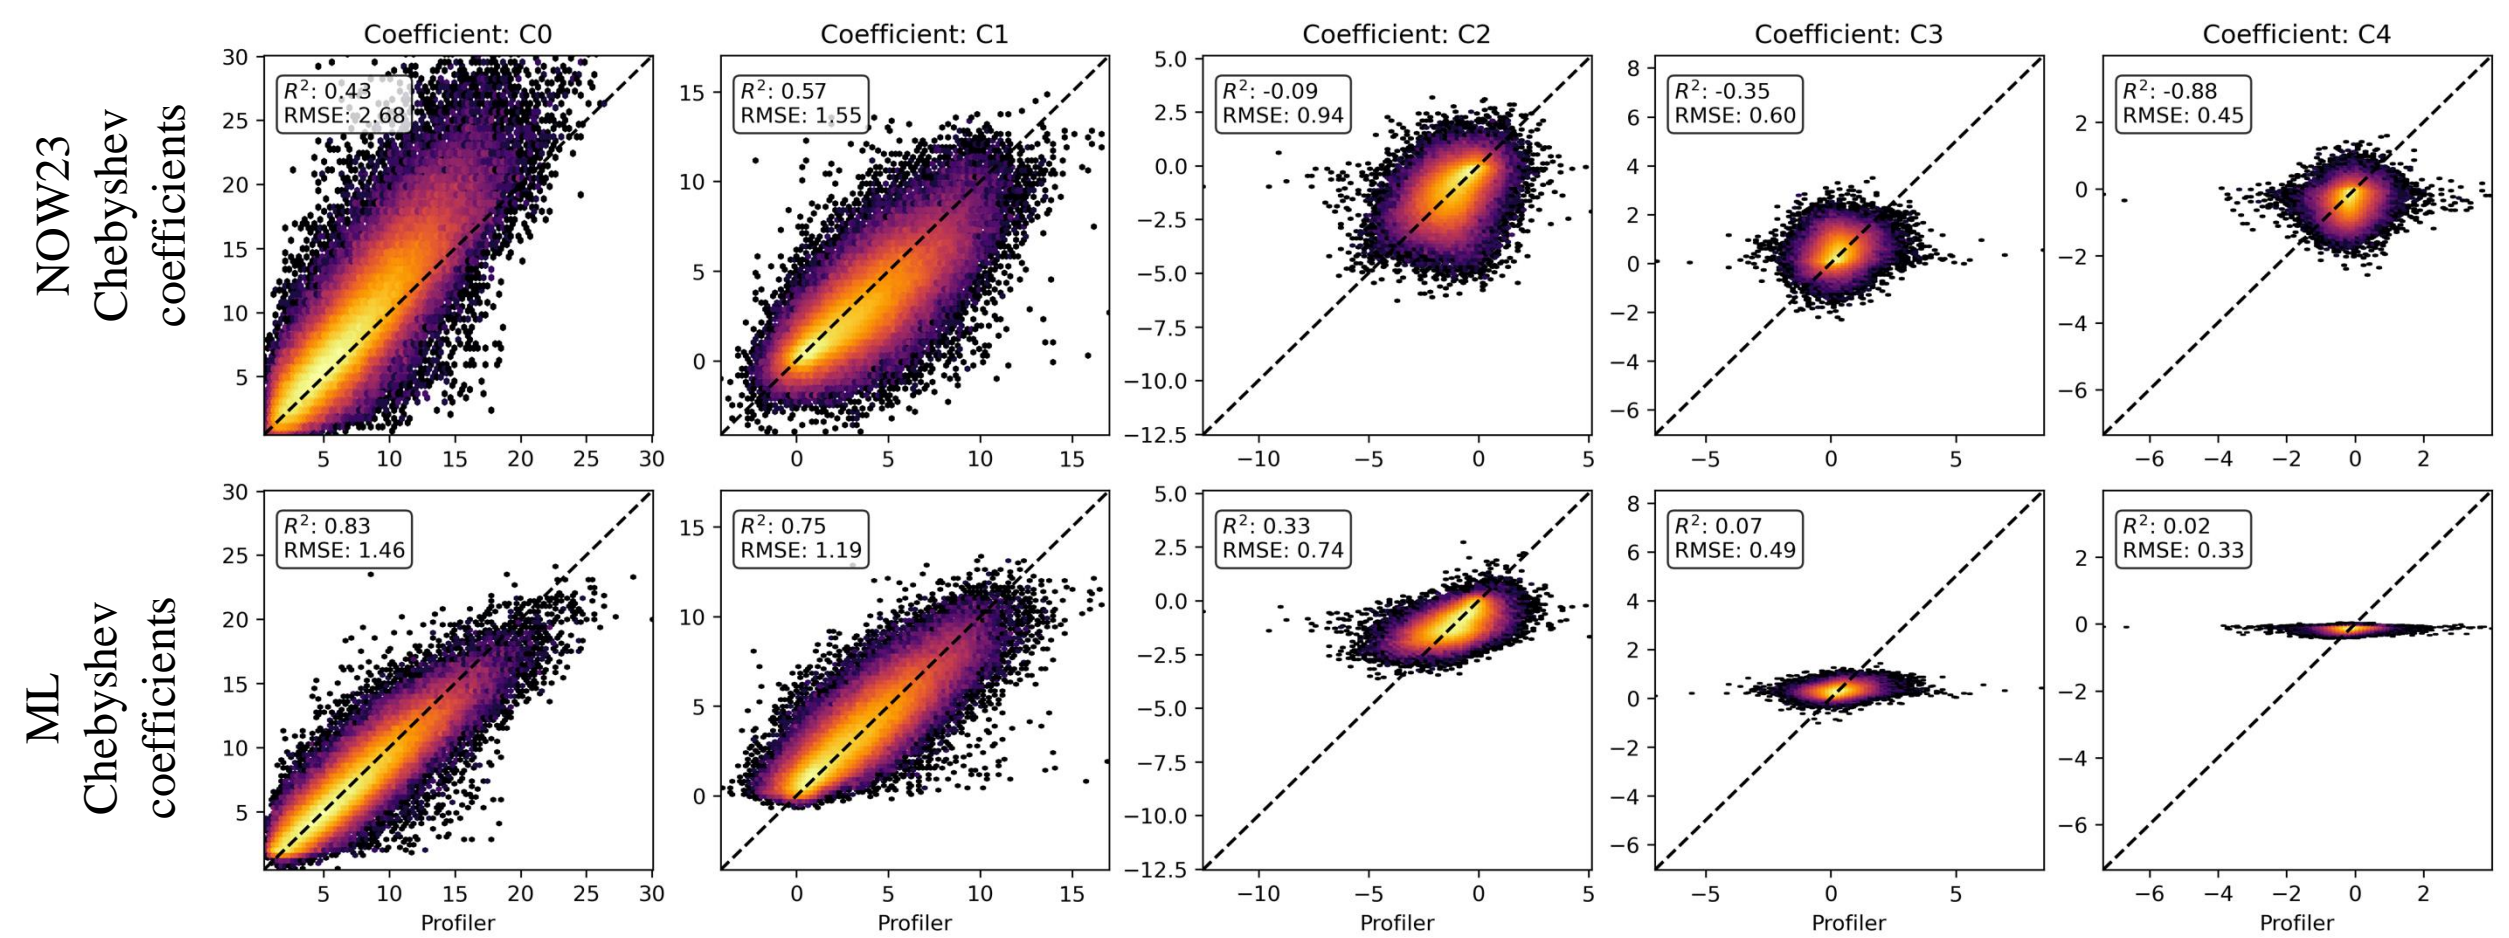 Coefficient: C0
Coefficient: C1
Coefficient: C2
Coefficient: C3
Coefficient: C4
NOW23
Chebyshev
coefficients
30
25
20
15
10
5
R²: 0.43
RMSE: 2.68
5 10 15 20 25 30
15
10
5
0
R²: 0.57
RMSE: 1.55
0 5 10 15
5.0
2.5
0.0
−2.5
−5.0
−7.5
−10.0
−12.5
R²: -0.09
RMSE: 0.94
−10 −5 0 5
8
6
4
2
0
−2
−4
−6
R²: -0.35
RMSE: 0.60
−5 0 5
2
0
−2
−4
−6
R²: -0.88
RMSE: 0.45
−6 −4 −2 0 2
ML
Chebyshev
coefficients
30
25
20
15
10
5
R²: 0.83
RMSE: 1.46
5 10 15 20 25 30
Profiler
15
10
5
0
R²: 0.75
RMSE: 1.19
0 5 10 15
Profiler
5.0
2.5
0.0
−2.5
−5.0
−7.5
−10.0
−12.5
R²: 0.33
RMSE: 0.74
−10 −5 0 5
Profiler
8
6
4
2
0
−2
−4
−6
R²: 0.07
RMSE: 0.49
−5 0 5
Profiler
2
0
−2
−4
−6
R²: 0.02
RMSE: 0.33
−6 −4 −2 0 2
Profiler